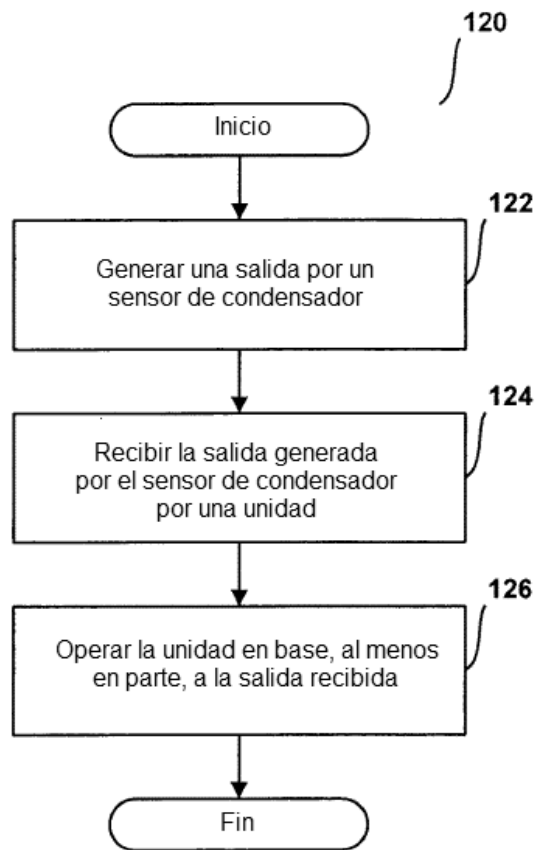 120
Inicio
122
Generar una salida por un
sensor de condensador
124
Recibir la salida generada
por el sensor de condensador
por una unidad
126
Operar la unidad en base, al menos
en parte, a la salida recibida
Fin